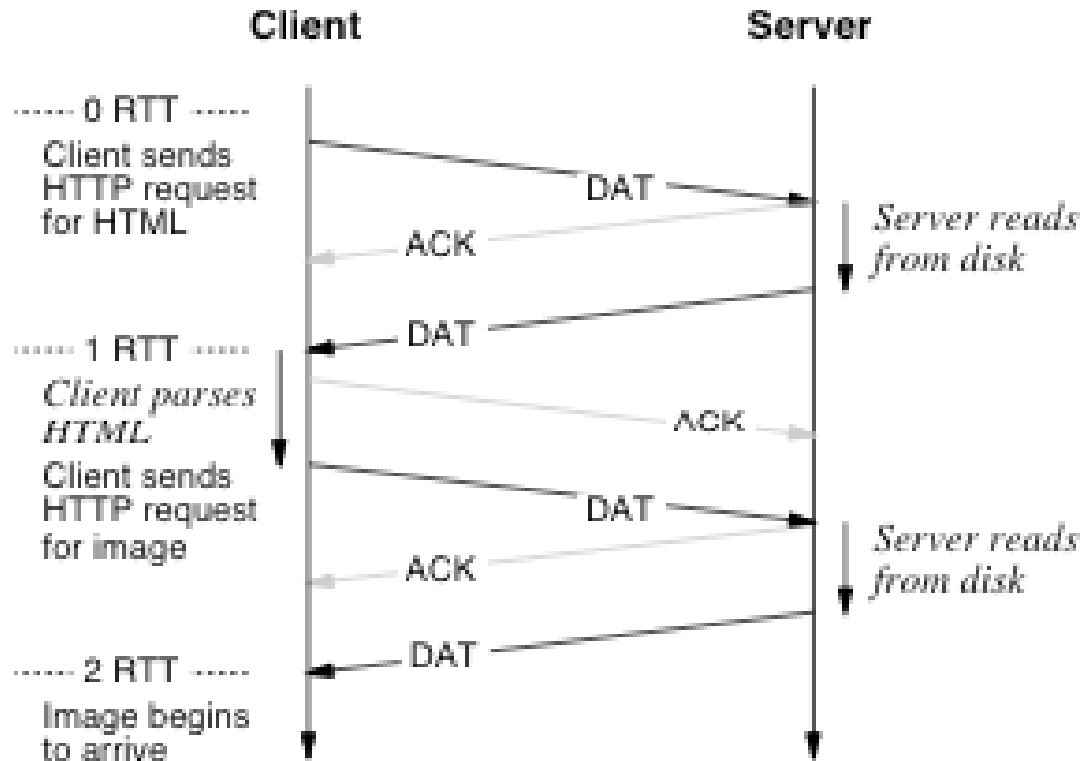 Client
Server
0 RTT
Client sends
HTTP request
for HTML
DAT
ACK
Server reads
from disk
DAT
1 RTT
Client parses
HTML
ACK
Client sends
HTTP request
for image
DAT
ACK
Server reads
from disk
DAT
2 RTT
Image begins
to arrive